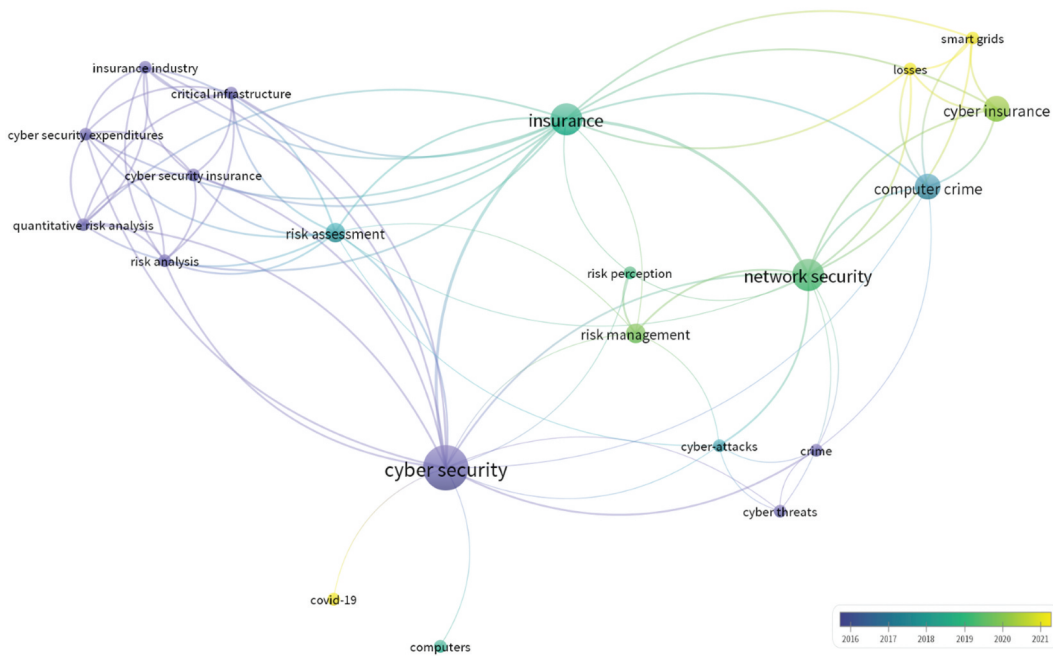 smart grids
insurance industry
losses
critical infrastructure
cyber insurance
insurance
cyber security expenditures
cyber security insurance
computer crime
quantitative risk analysis
risk assessment
risk analysis
risk perception
network security
risk management
cyber-attacks
crime
cyber security
cyber threats
covid-19
computers
2016 2017 2018 2019 2020 2021